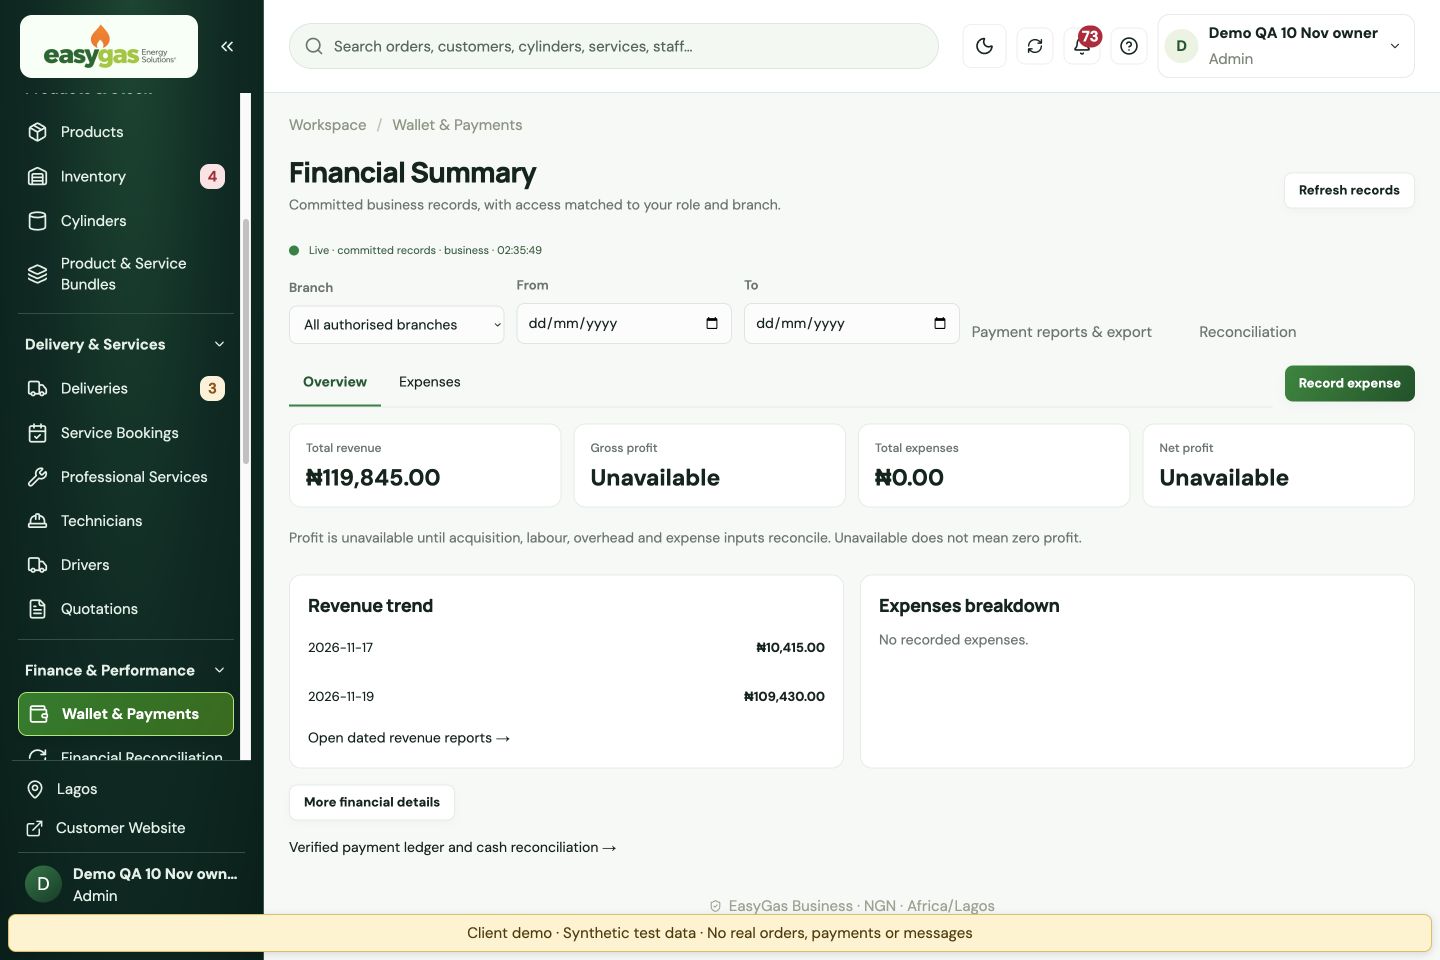 easygas Energy Solutions
Search orders, customers, cylinders, services, staff...
73
D
Demo QA 10 Nov owner
Admin
Products
Inventory
4
Cylinders
Product & Service
Bundles
Delivery & Services
Deliveries
3
Service Bookings
Professional Services
Technicians
Drivers
Quotations
Finance & Performance
Wallet & Payments
Financial Reconciliation
Lagos
Customer Website
D
Demo QA 10 Nov own...
Admin
Workspace / Wallet & Payments
Financial Summary
Committed business records, with access matched to your role and branch.
Refresh records
Live · committed records · business · 02:35:49
Branch
From
To
All authorised branches
dd/mm/yyyy
dd/mm/yyyy
Payment reports & export
Reconciliation
Overview
Expenses
Record expense
Total revenue
₦119,845.00
Gross profit
Unavailable
Total expenses
₦0.00
Net profit
Unavailable
Profit is unavailable until acquisition, labour, overhead and expense inputs reconcile. Unavailable does not mean zero profit.
Revenue trend
2026-11-17 ₦10,415.00
2026-11-19 ₦109,430.00
Open dated revenue reports →
Expenses breakdown
No recorded expenses.
More financial details
Verified payment ledger and cash reconciliation →
EasyGas Business · NGN · Africa/Lagos
Client demo · Synthetic test data · No real orders, payments or messages